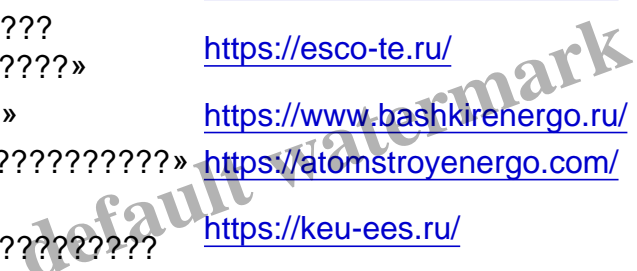 ????
????»
https://esco-te.ru/
»
https://www.bashkirenergo.ru/
??????????»
https://atomstroyenergo.com/
?????????
https://keu-ees.ru/
default watermark